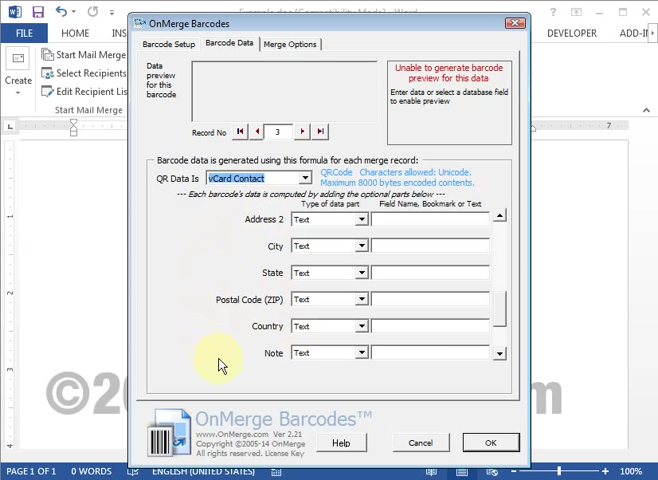 Formula.doc [Compatibility Mode] - Word
OnMerge Barcodes
FILE
HOME
INS
DEVELOPER
ADD-IN
Create
Start Mail Merge
Select Recipients
Edit Recipient Lis
Start Mail Merge
Barcode Setup
Barcode Data
Merge Options
Data preview
for this
barcode
Unable to generate barcode
preview for this data
Enter data or select a database field
to enable preview
Record No
3
Barcode data is generated using this formula for each merge record:
QR Data Is
vCard Contact
QRCode Characters allowed: Unicode.
Maximum 8000 bytes encoded contents.
--- Each barcode's data is computed by adding the optional parts below ---
Type of data part
Field Name, Bookmark or Text
Address 2
Text
City
Text
State
Text
Postal Code (ZIP)
Text
Country
Text
Note
Text
OnMerge Barcodes™
www.OnMerge.com Ver 2.21
Copyright ©2005-14 OnMerge
All rights reserved. License Key
Help
Cancel
OK
7
1
2
3
4
©20
m
PAGE 1 OF 1
0 WORDS
ENGLISH (UNITED STATES)
100%